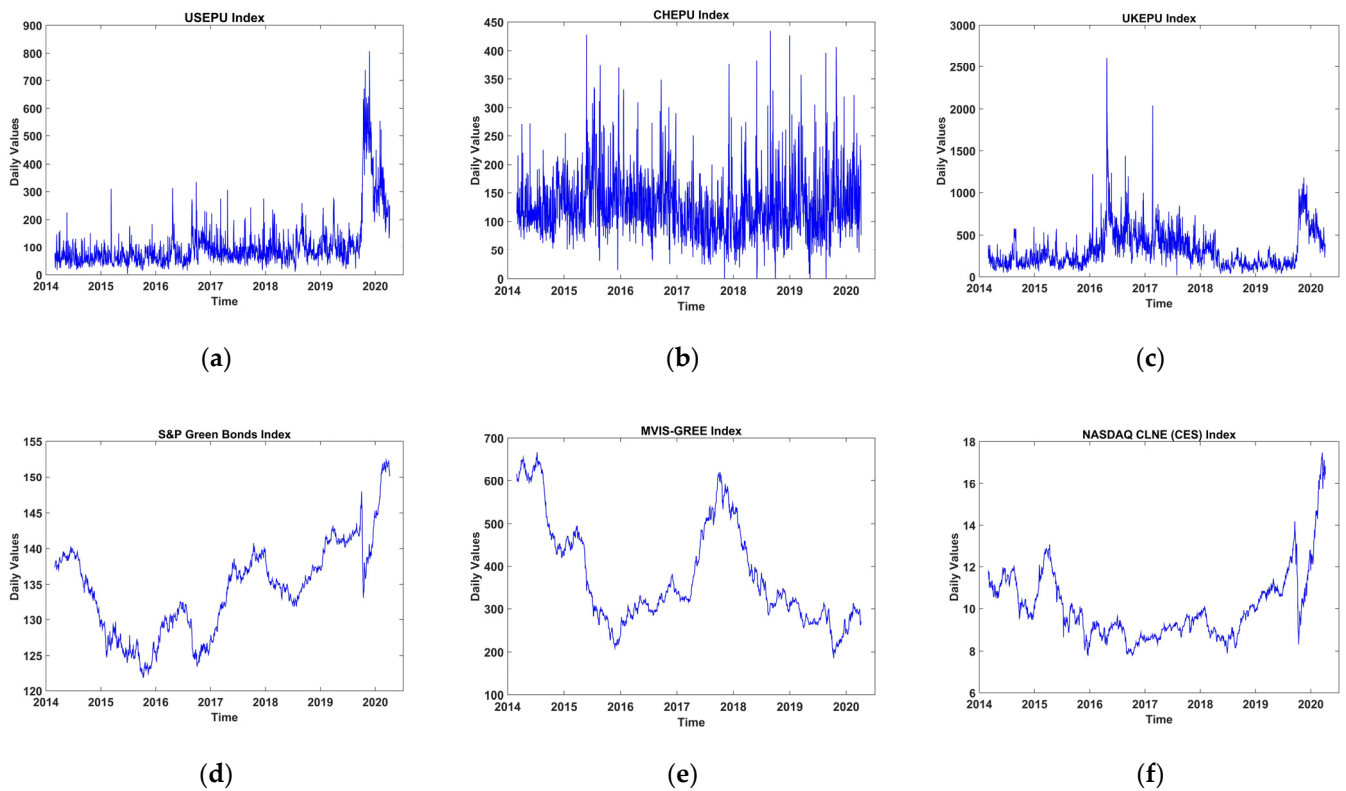 USEPU Index
900
800
700
600
500
400
300
200
100
0
Daily Values
2014 2015 2016 2017 2018 2019 2020
Time
(a)
CHEPU Index
450
400
350
300
250
200
150
100
50
0
Daily Values
2014 2015 2016 2017 2018 2019 2020
Time
(b)
UKEPU Index
3000
2500
2000
1500
1000
500
0
Daily Values
2014 2015 2016 2017 2018 2019 2020
Time
(c)
S&P Green Bonds Index
155
150
145
140
135
130
125
120
Daily Values
2014 2015 2016 2017 2018 2019 2020
Time
(d)
MVIS-GREE Index
700
600
500
400
300
200
100
Daily Values
2014 2015 2016 2017 2018 2019 2020
Time
(e)
NASDAQ CLNE (CES) Index
18
16
14
12
10
8
6
Daily Values
2014 2015 2016 2017 2018 2019 2020
Time
(f)